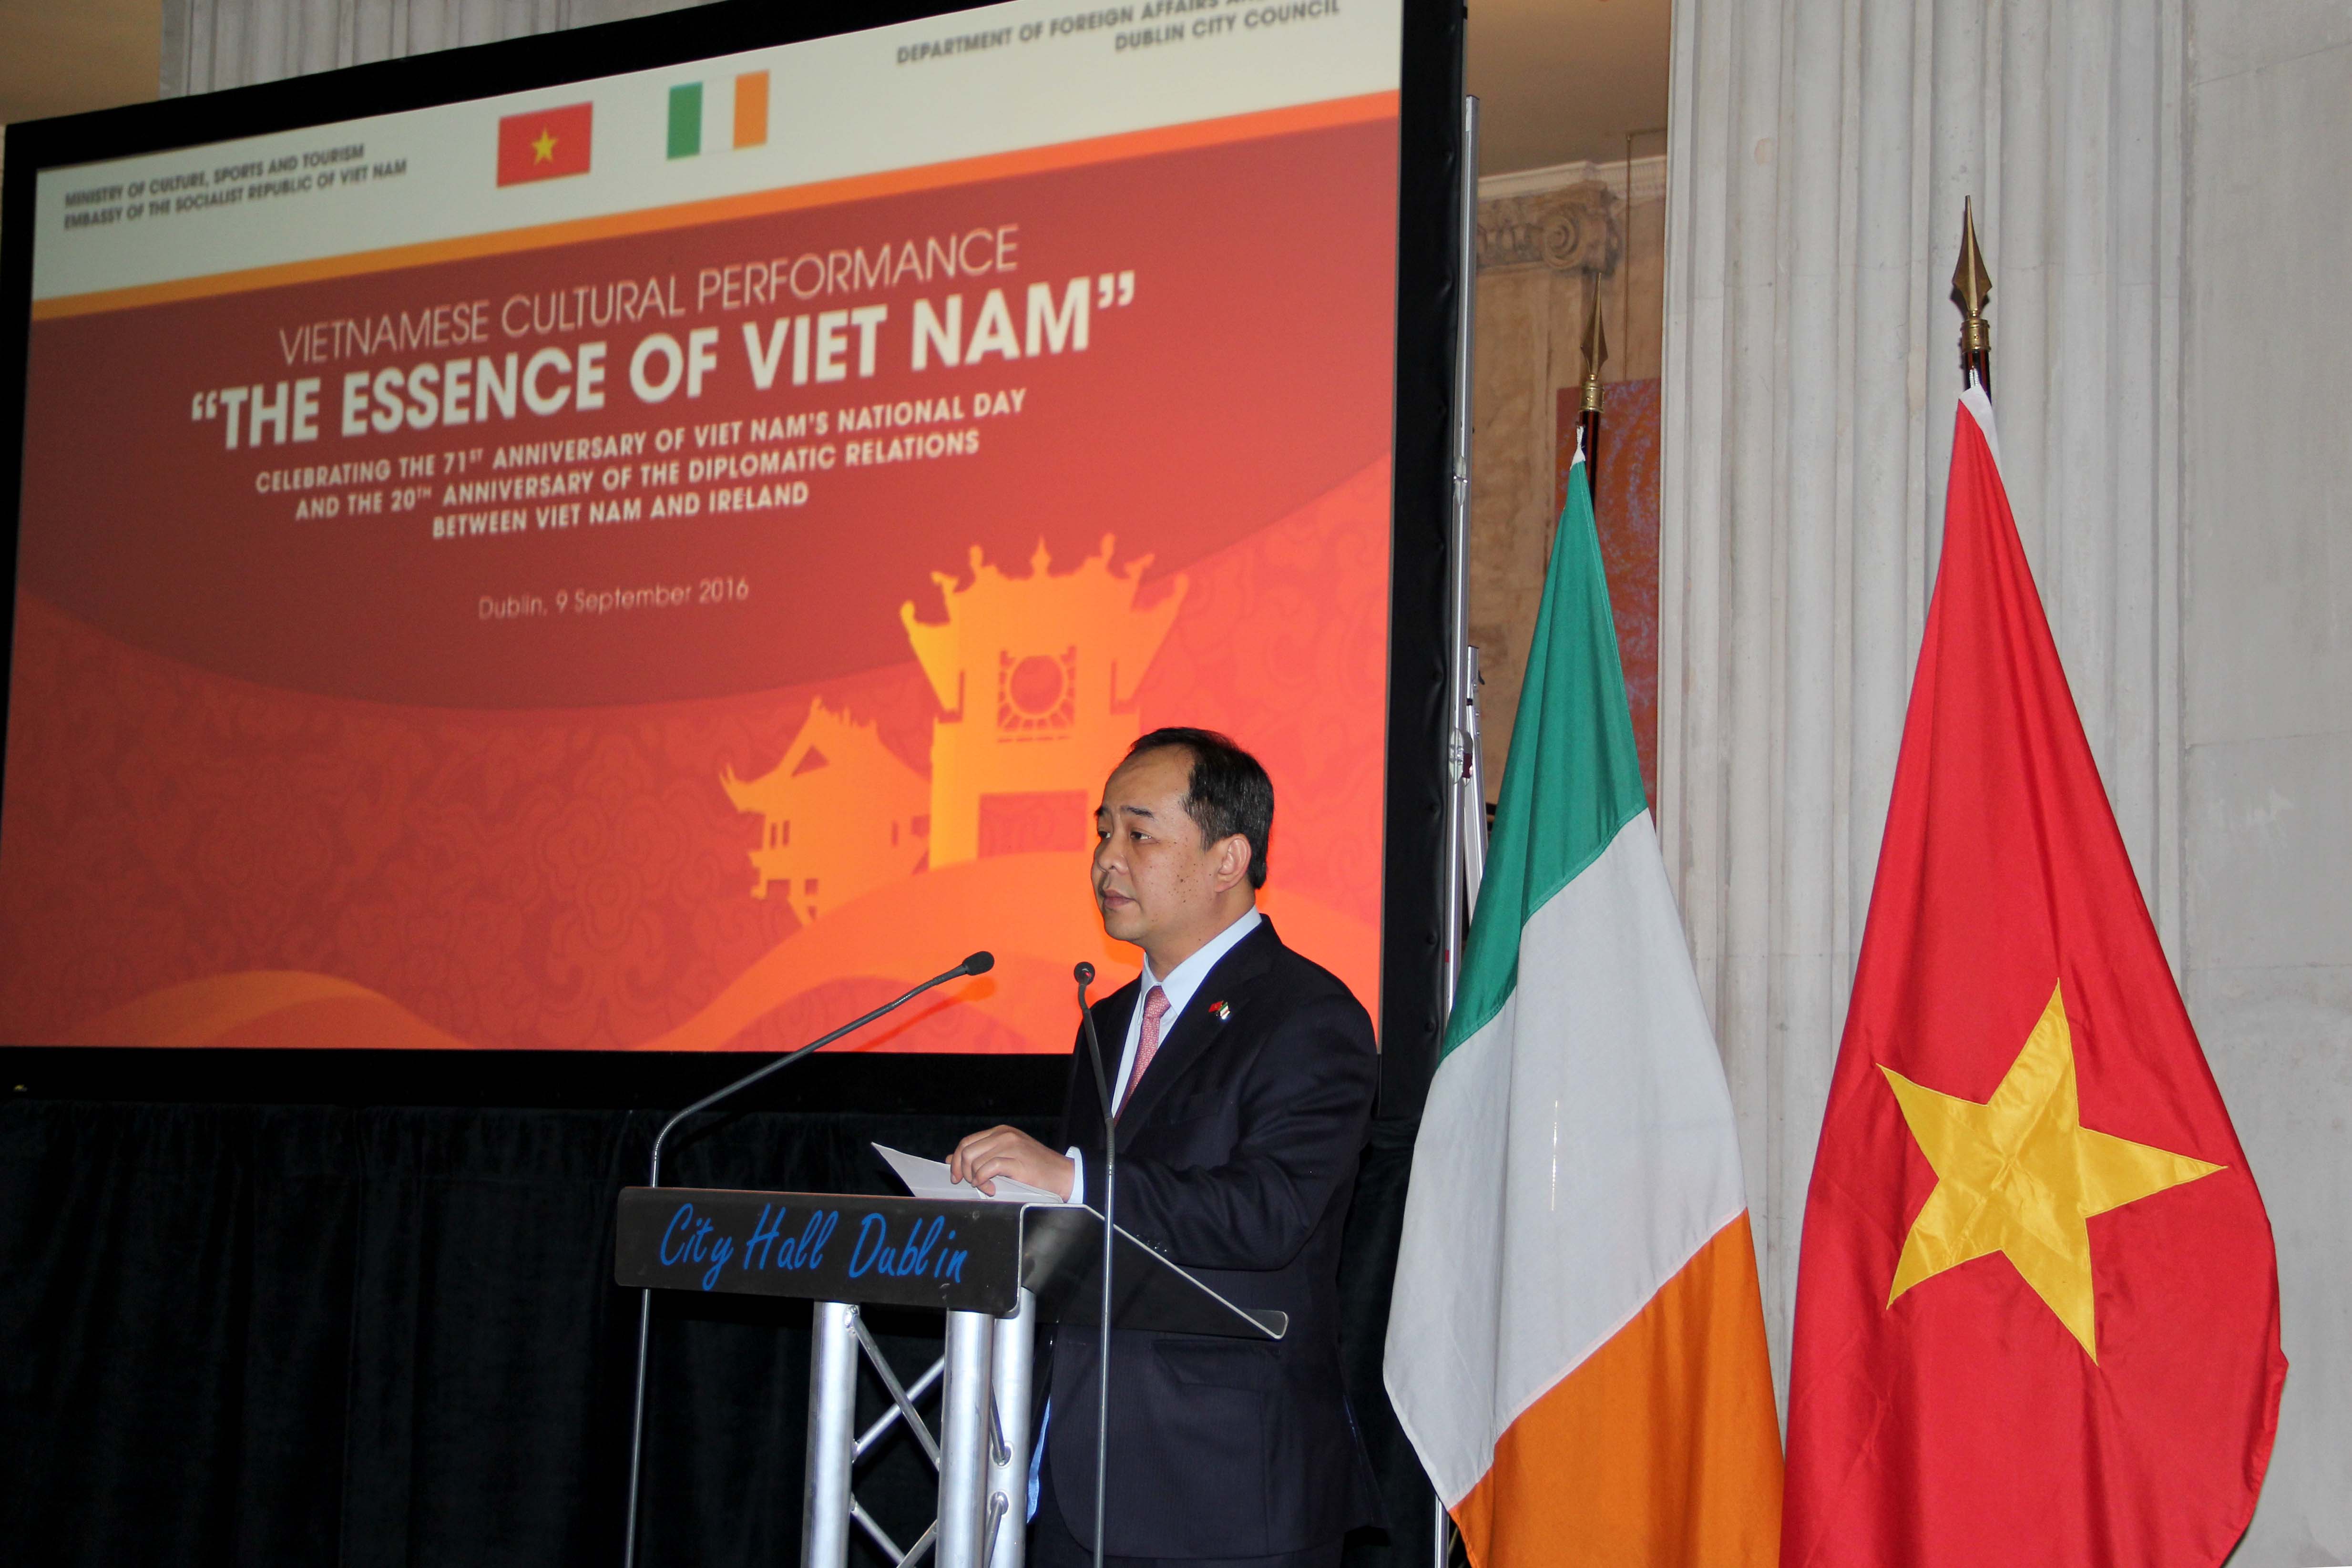 MINISTRY OF CULTURE, SPORTS AND TOURISM
EMBASSY OF THE SOCIALIST REPUBLIC OF VIET NAM
DEPARTMENT OF FOREIGN AFFAIRS
DUBLIN CITY COUNCIL
VIETNAMESE CULTURAL PERFORMANCE
“THE ESSENCE OF VIET NAM”
CELEBRATING THE 71ST ANNIVERSARY OF VIET NAM'S NATIONAL DAY
AND THE 20TH ANNIVERSARY OF THE DIPLOMATIC RELATIONS
BETWEEN VIET NAM AND IRELAND
Dublin, 9 September 2016
City Hall Dublin